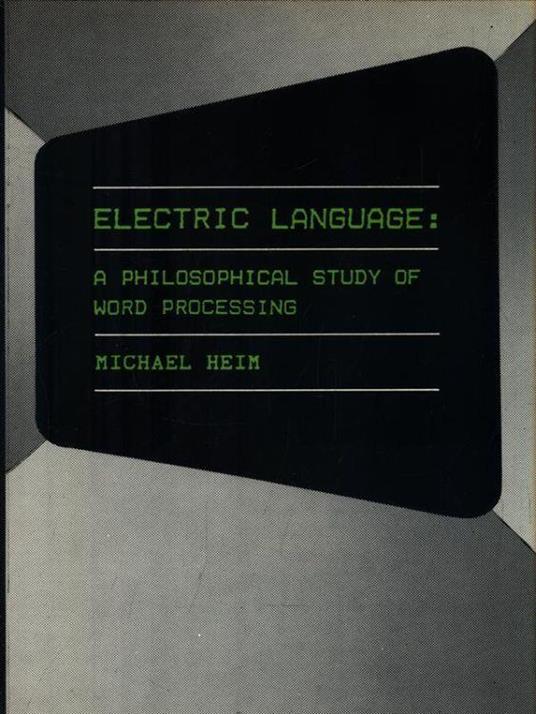 ELECTRIC LANGUAGE:
A PHILOSOPHICAL STUDY OF
WORD PROCESSING
MICHAEL HEIM